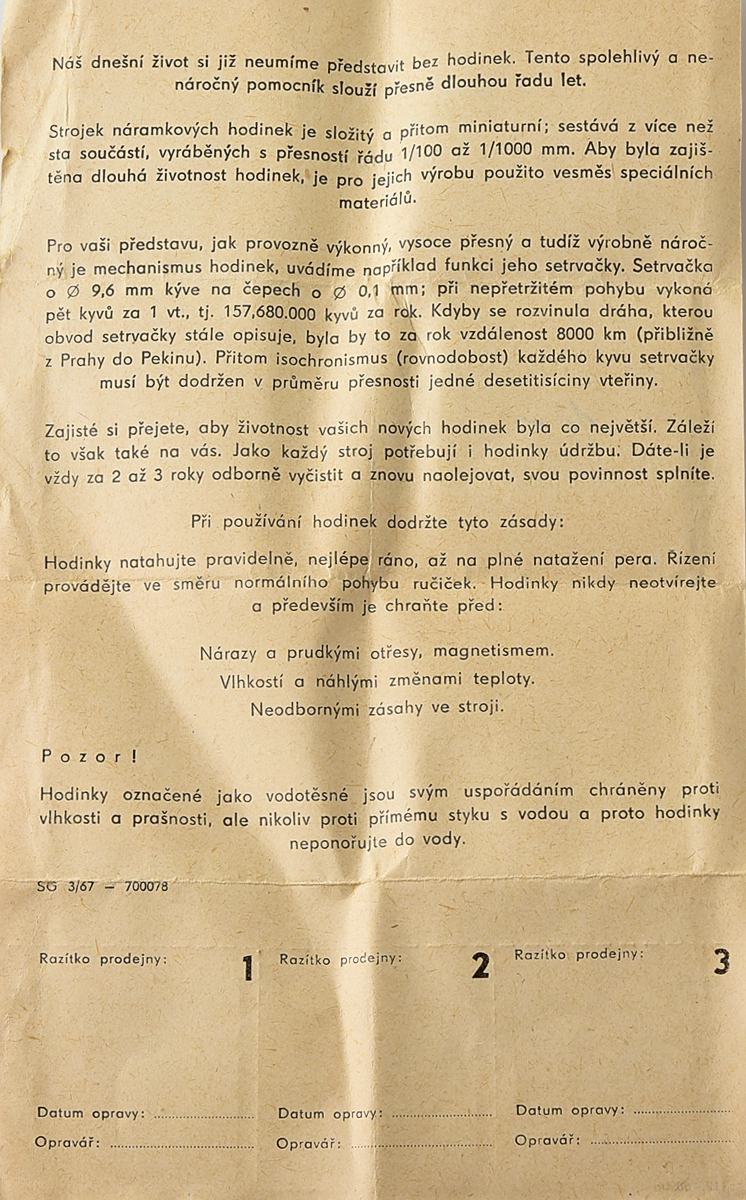 Náš dnešní život si již neumíme představit bez hodinek. Tento spolehlivý a ne-
náročný pomocník slouží přesně dlouhou řadu let.
Strojek náramkových hodinek je složitý a přitom miniaturní; sestává z více než
sta součástí, vyráběných s přesností řádu 1/100 až 1/1000 mm. Aby byla zajiš-
těna dlouhá životnost hodinek, je pro jejich výrobu použito vesměs speciálních
materiálů.
Pro vaši představu, jak provozně výkonný, vysoce přesný a tudíž výrobně nároč-
ný je mechanismus hodinek, uvádíme například funkci jeho setrvačky. Setrvačka
o ∅ 9,6 mm kýve na čepech o ∅ 0,1 mm; při nepřetržitém pohybu vykoná
pět kyvů za 1 vt., tj. 157,680.000 kyvů za rok. Kdyby se rozvinula dráha, kterou
obvod setrvačky stále opisuje, byla by to za rok vzdálenost 8000 km (přibližně
z Prahy do Pekinu). Přitom isochronismus (rovnodobost) každého kyvu setrvačky
musí být dodržen v průměru přesnosti jedné desetitisíciny vteřiny.
Zajisté si přejete, aby životnost vašich nových hodinek byla co největší. Záleží
to však také na vás. Jako každý stroj potřebují i hodinky údržbu. Dáte-li je
vždy za 2 až 3 roky odborně vyčistit a znovu naolejovat, svou povinnost splníte.
Při používání hodinek dodržte tyto zásady:
Hodinky natahujte pravidelně, nejlépe ráno, až na plné natažení pera. Řízení
provádějte ve směru normálního pohybu ručiček. Hodinky nikdy neotvírejte
a především je chraňte před:
Nárazy a prudkými otřesy, magnetismem.
Vlhkostí a náhlými změnami teploty.
Neodbornými zásahy ve stroji.
Pozor!
Hodinky označené jako vodotěsné jsou svým uspořádáním chráněny proti
vlhkosti a prašnosti, ale nikoliv proti přímému styku s vodou a proto hodinky
neponořujte do vody.
SG 3/67 — 700078
Razítko prodejny: 1 Razítko prodejny: 2 Razítko prodejny: 3
Datum opravy: .................... Datum opravy: .................... Datum opravy: ....................
Opravář: .................... Opravář: .................... Opravář: ....................